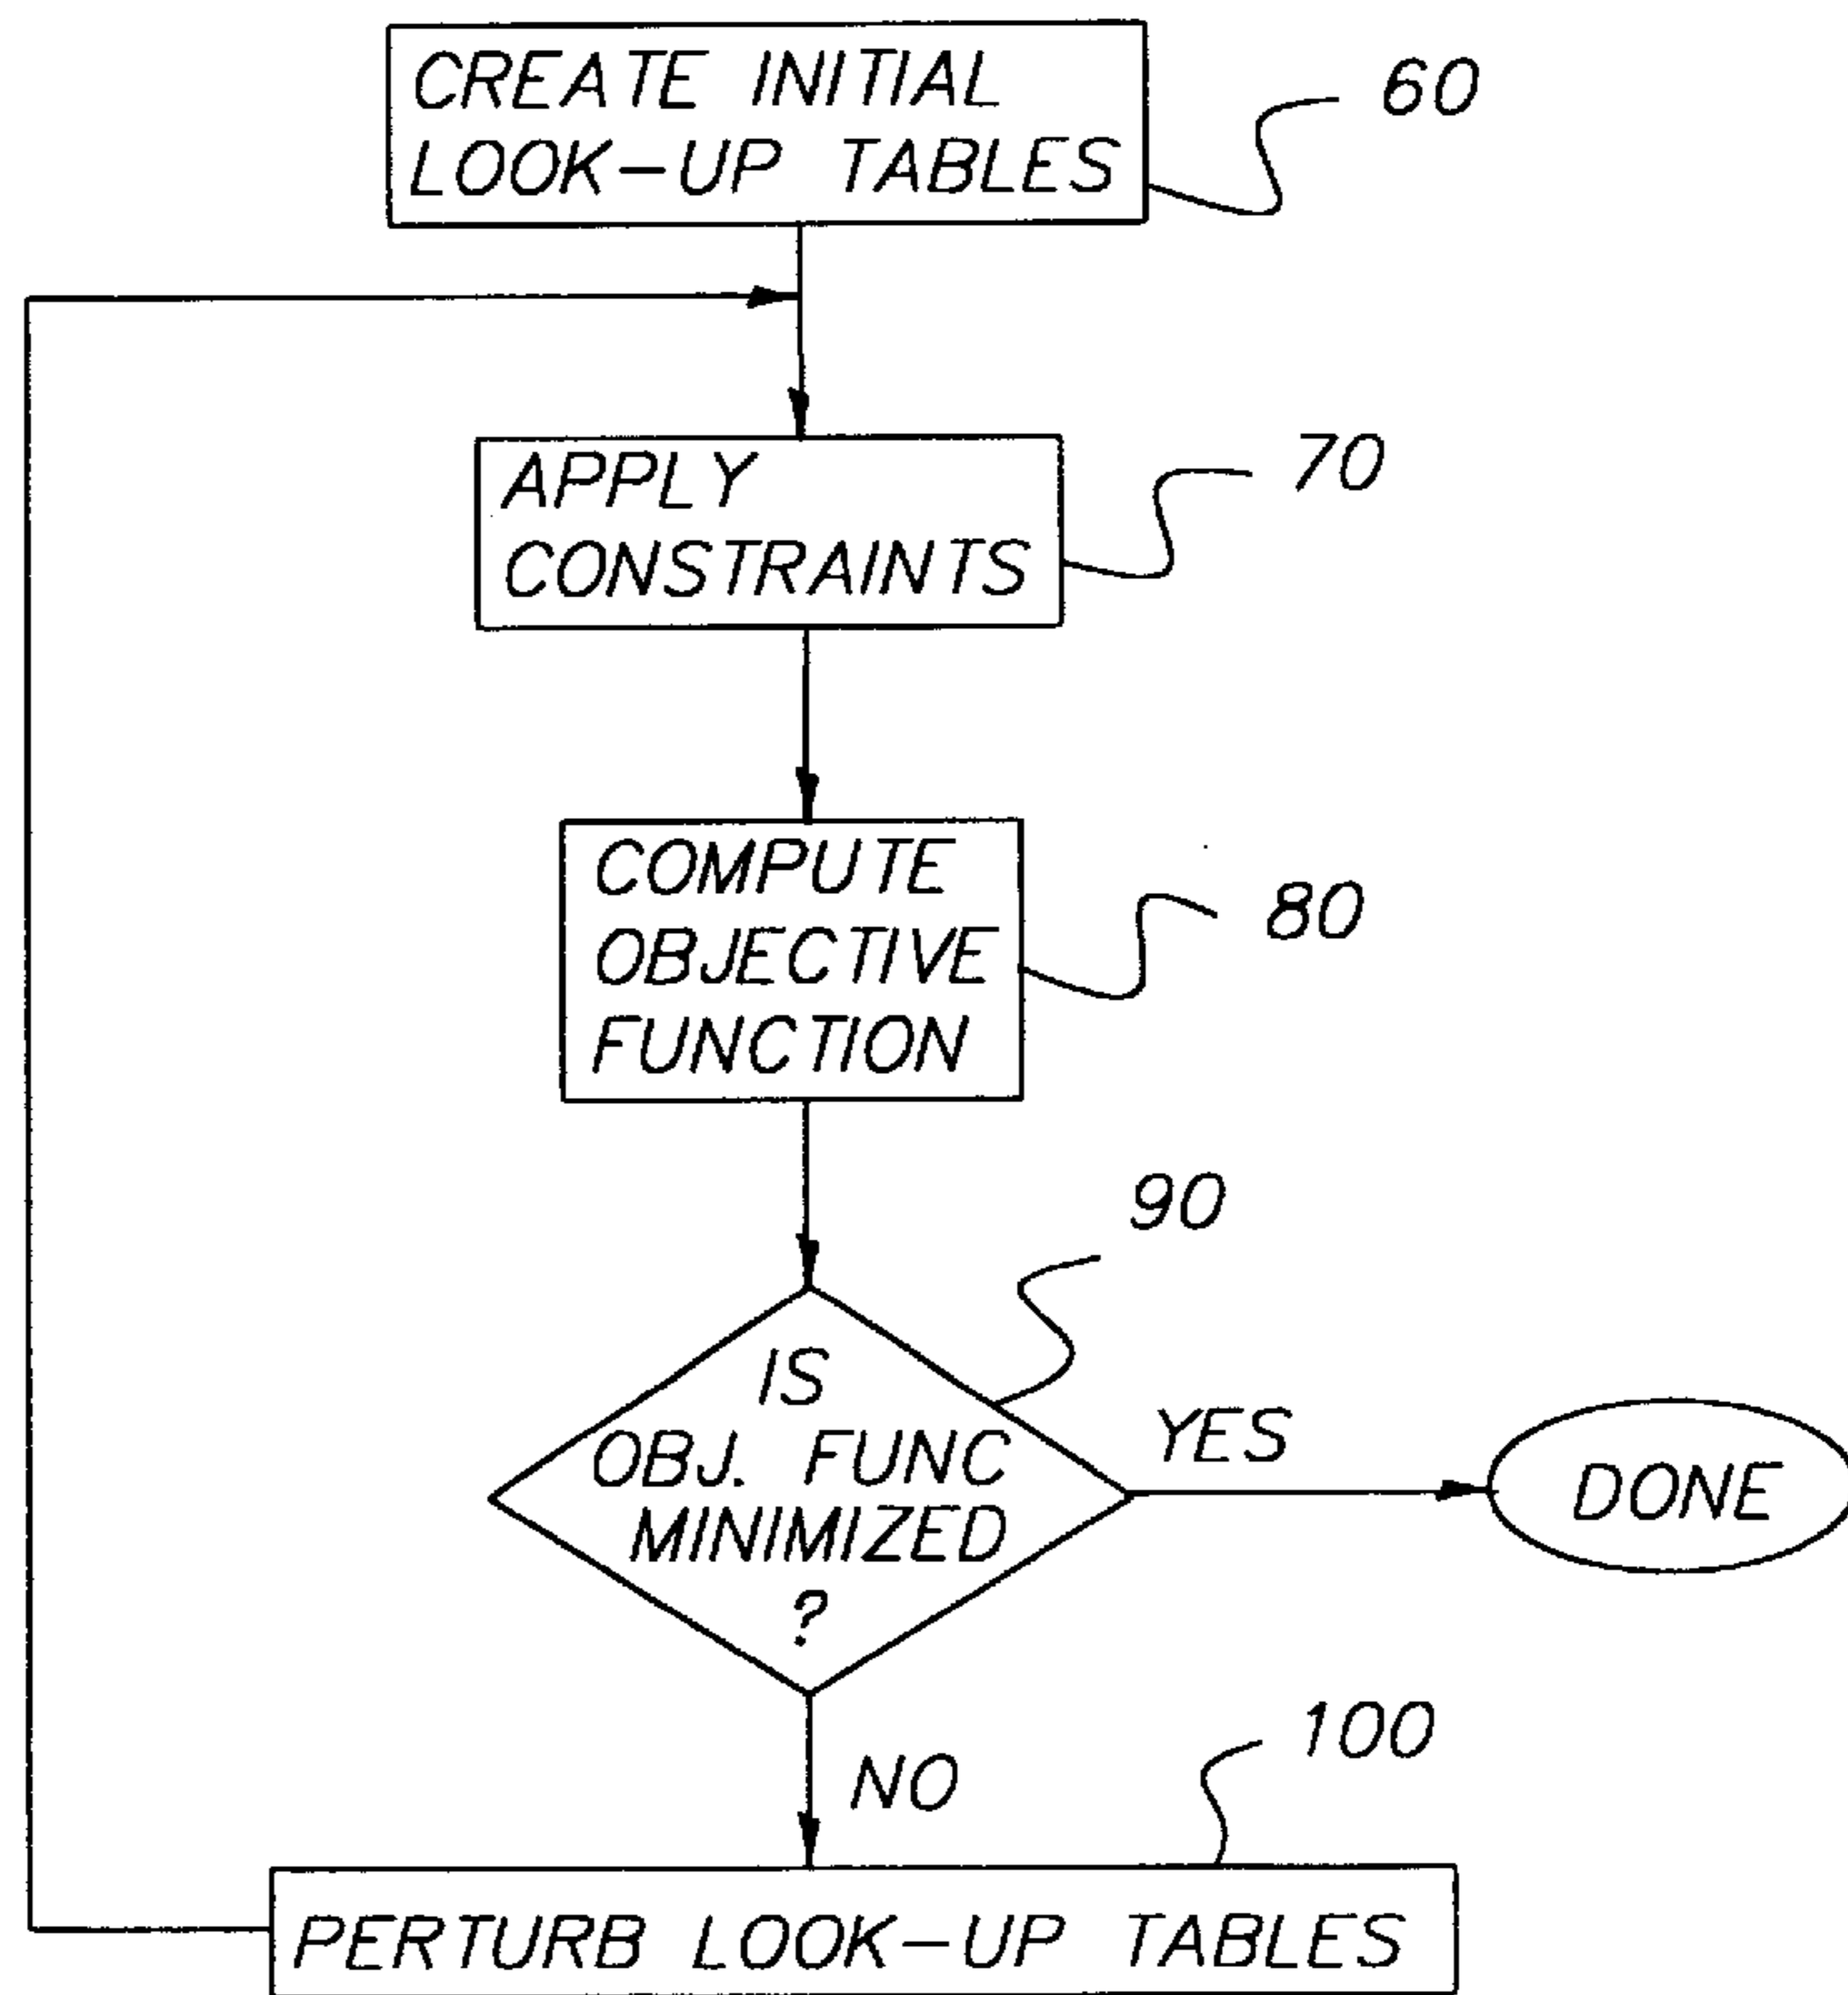 CREATE INITIAL
LOOK-UP TABLES
60
APPLY
CONSTRAINTS
70
COMPUTE
OBJECTIVE
FUNCTION
80
90
IS
OBJ. FUNC
MINIMIZED
?
YES
DONE
NO
100
PERTURB LOOK-UP TABLES